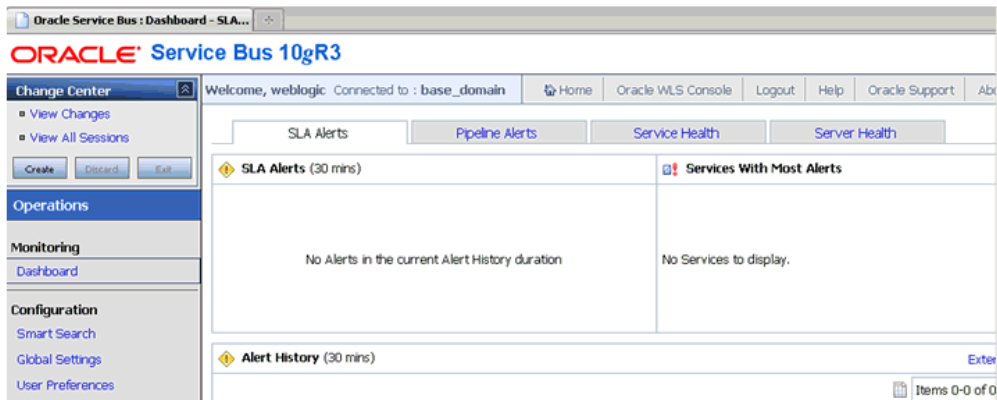 Oracle Service Bus : Dashboard - SLA...
ORACLE Service Bus 10gR3
Change Center
View Changes
View All Sessions
Create Discard Exit
Operations
Monitoring
Dashboard
Configuration
Smart Search
Global Settings
User Preferences
Welcome, weblogic Connected to : base_domain Home Oracle WLS Console Logout Help Oracle Support
SLA Alerts Pipeline Alerts Service Health Server Health
SLA Alerts (30 mins)
No Alerts in the current Alert History duration
Services With Most Alerts
No Services to display.
Alert History (30 mins)
Items 0-0 of 0